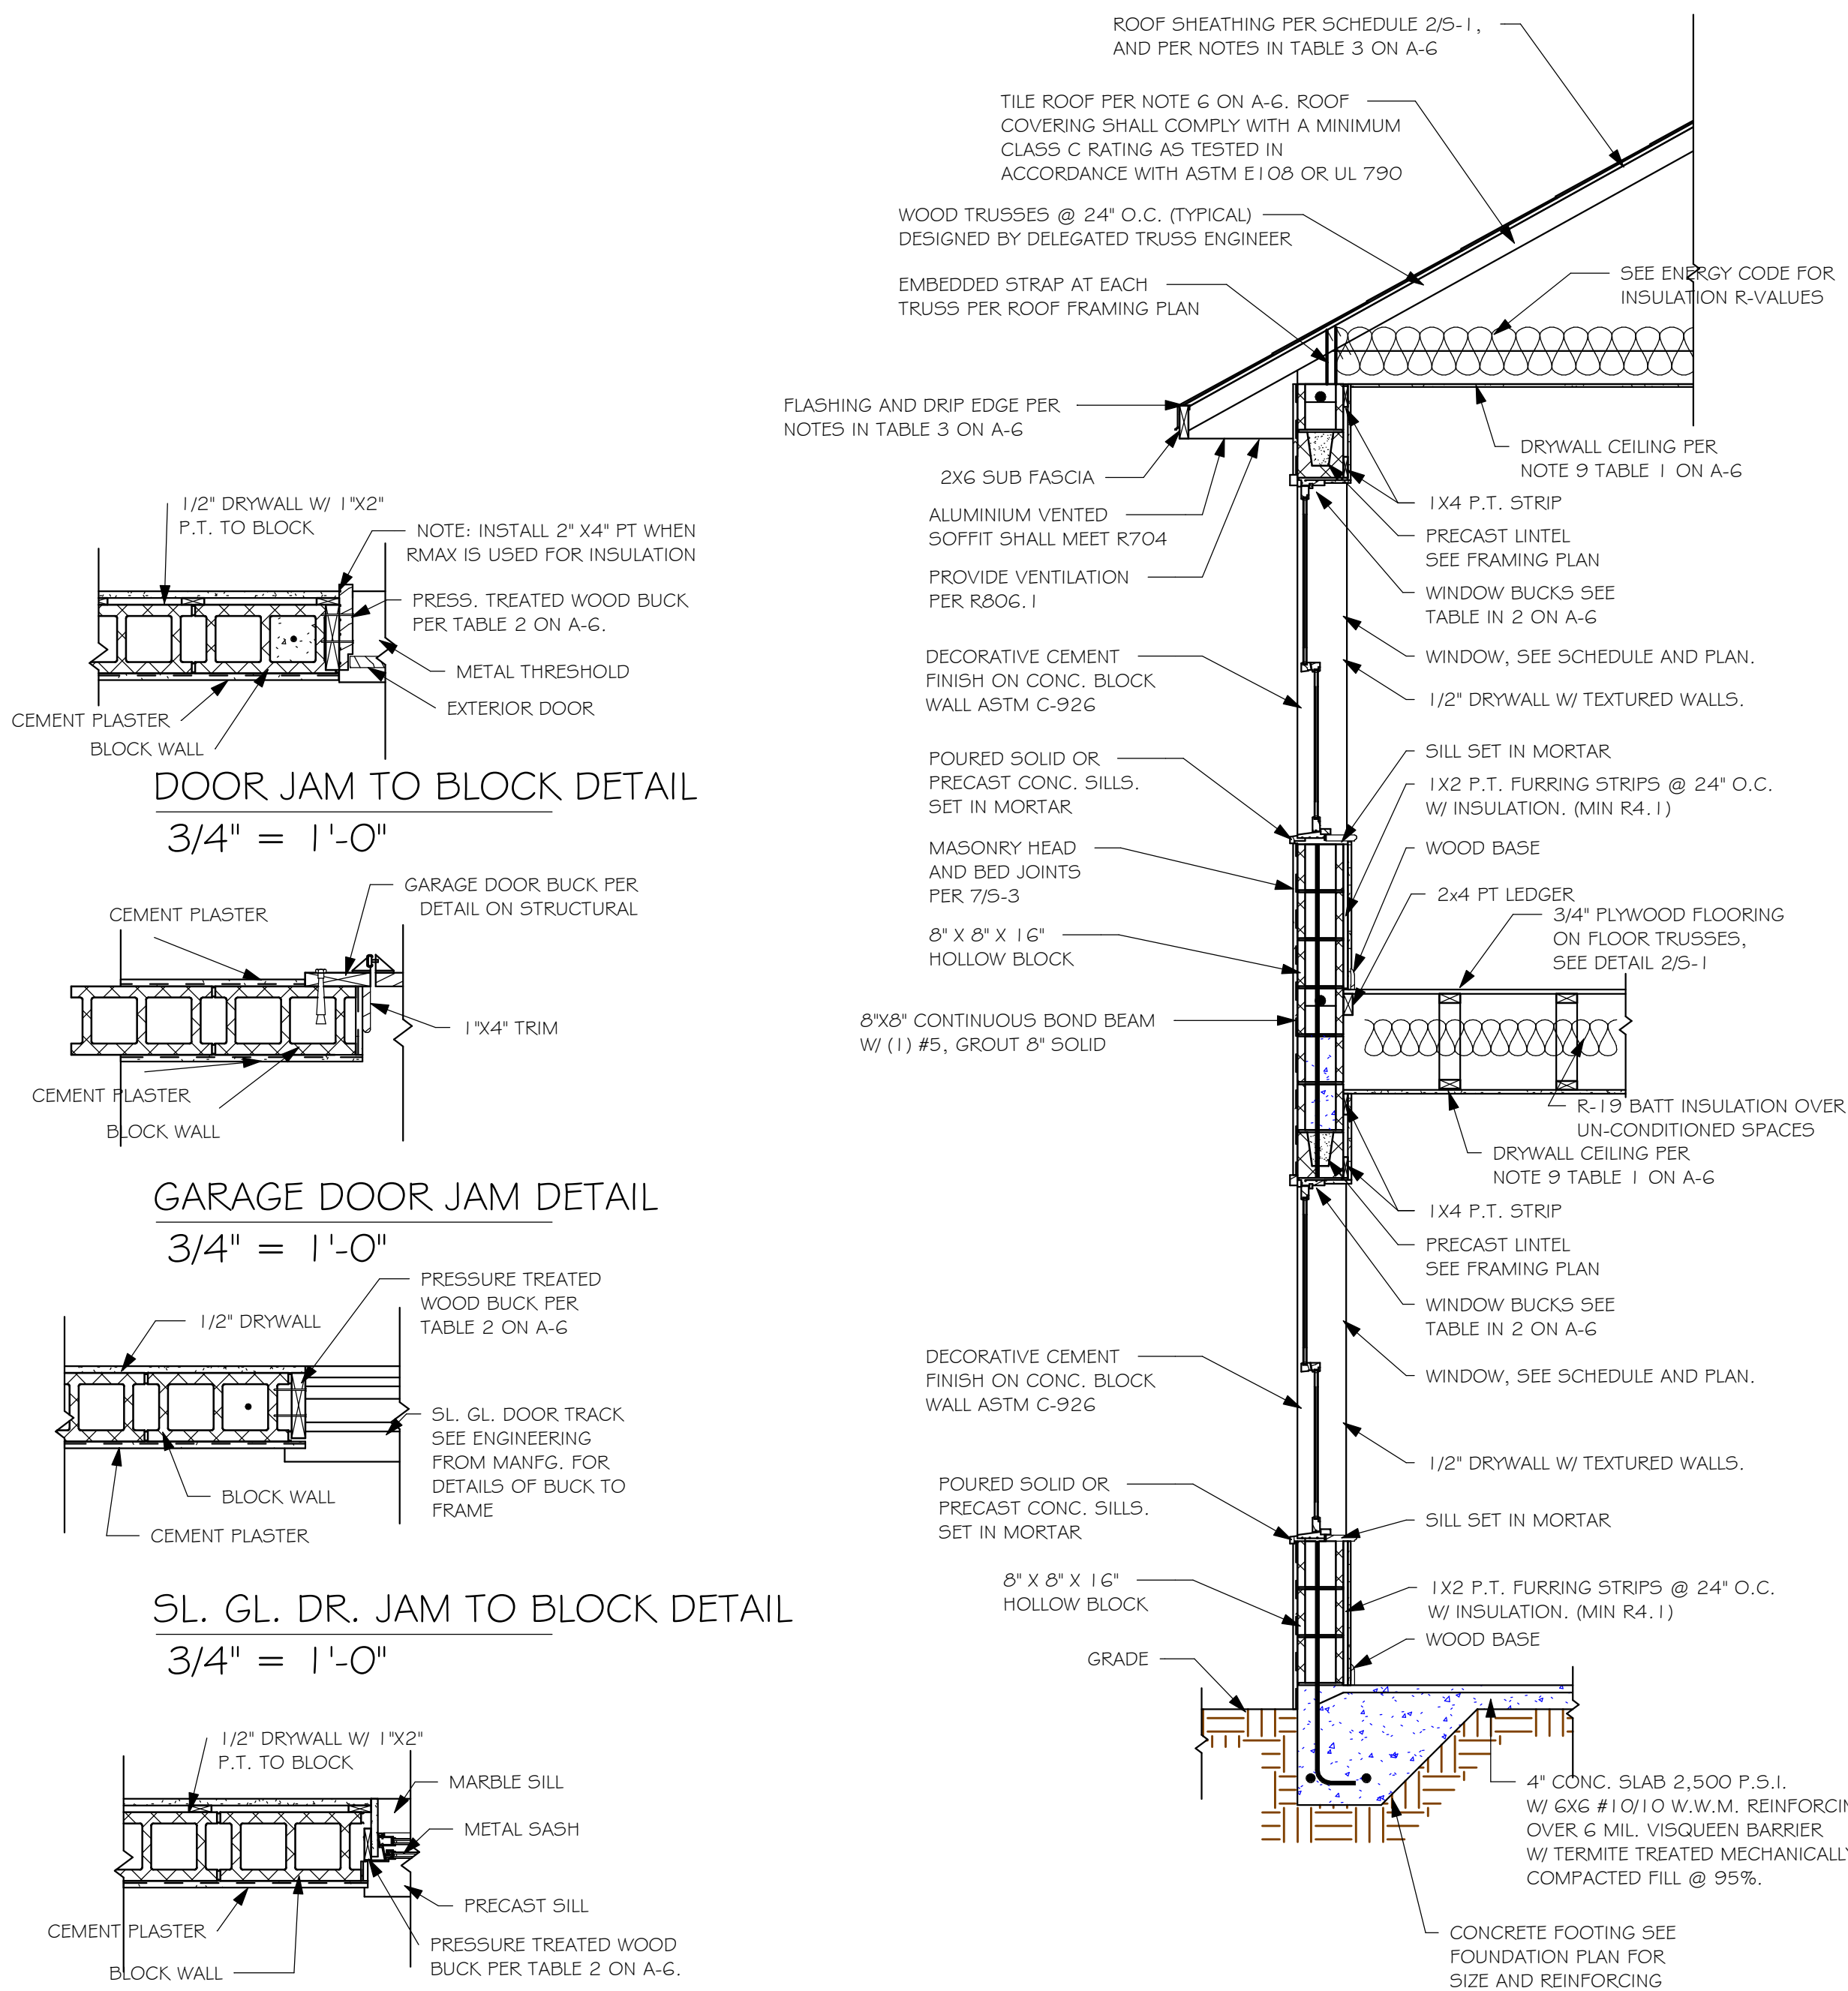 1/2" DRYWALL W/ 1"X2"
P.T. TO BLOCK
NOTE: INSTALL 2" X4" PT WHEN
RMAX IS USED FOR INSULATION
PRESS. TREATED WOOD BUCK
PER TABLE 2 ON A-6.
METAL THRESHOLD
EXTERIOR DOOR
CEMENT PLASTER
BLOCK WALL
DOOR JAM TO BLOCK DETAIL
3/4" = 1'-0"
GARAGE DOOR BUCK PER
DETAIL ON STRUCTURAL
CEMENT PLASTER
1"X4" TRIM
CEMENT PLASTER
BLOCK WALL
GARAGE DOOR JAM DETAIL
3/4" = 1'-0"
PRESSURE TREATED
WOOD BUCK PER
TABLE 2 ON A-6
1/2" DRYWALL
SL. GL. DOOR TRACK
SEE ENGINEERING
FROM MANFG. FOR
DETAILS OF BUCK TO
FRAME
BLOCK WALL
CEMENT PLASTER
SL. GL. DR. JAM TO BLOCK DETAIL
3/4" = 1'-0"
1/2" DRYWALL W/ 1"X2"
P.T. TO BLOCK
MARBLE SILL
METAL SASH
PRECAST SILL
CEMENT PLASTER
PRESSURE TREATED WOOD
BUCK PER TABLE 2 ON A-6.
BLOCK WALL
ROOF SHEATHING PER SCHEDULE 2/S-1,
AND PER NOTES IN TABLE 3 ON A-6
TILE ROOF PER NOTE 6 ON A-6. ROOF
COVERING SHALL COMPLY WITH A MINIMUM
CLASS C RATING AS TESTED IN
ACCORDANCE WITH ASTM E108 OR UL 790
WOOD TRUSSES @ 24" O.C. (TYPICAL)
DESIGNED BY DELEGATED TRUSS ENGINEER
EMBEDDED STRAP AT EACH
TRUSS PER ROOF FRAMING PLAN
FLASHING AND DRIP EDGE PER
NOTES IN TABLE 3 ON A-6
2X6 SUB FASCIA
ALUMINIUM VENTED
SOFFIT SHALL MEET R704
PROVIDE VENTILATION
PER R806.1
DECORATIVE CEMENT
FINISH ON CONC. BLOCK
WALL ASTM C-926
POURED SOLID OR
PRECAST CONC. SILLS.
SET IN MORTAR
MASONRY HEAD
AND BED JOINTS
PER 7/S-3
8" X 8" X 16"
HOLLOW BLOCK
8"X8" CONTINUOUS BOND BEAM
W/ (1) #5, GROUT 8" SOLID
DECORATIVE CEMENT
FINISH ON CONC. BLOCK
WALL ASTM C-926
POURED SOLID OR
PRECAST CONC. SILLS.
SET IN MORTAR
8" X 8" X 16"
HOLLOW BLOCK
GRADE
SEE ENERGY CODE FOR
INSULATION R-VALUES
DRYWALL CEILING PER
NOTE 9 TABLE 1 ON A-6
1X4 P.T. STRIP
PRECAST LINTEL
SEE FRAMING PLAN
WINDOW BUCKS SEE
TABLE IN 2 ON A-6
WINDOW, SEE SCHEDULE AND PLAN.
1/2" DRYWALL W/ TEXTURED WALLS.
SILL SET IN MORTAR
1X2 P.T. FURRING STRIPS @ 24" O.C.
W/ INSULATION. (MIN R4.1)
WOOD BASE
2x4 PT LEDGER
3/4" PLYWOOD FLOORING
ON FLOOR TRUSSES,
SEE DETAIL 2/S-1
R-19 BATT INSULATION OVER
UN-CONDITIONED SPACES
DRYWALL CEILING PER
NOTE 9 TABLE 1 ON A-6
1X4 P.T. STRIP
PRECAST LINTEL
SEE FRAMING PLAN
WINDOW BUCKS SEE
TABLE IN 2 ON A-6
WINDOW, SEE SCHEDULE AND PLAN.
1/2" DRYWALL W/ TEXTURED WALLS.
SILL SET IN MORTAR
1X2 P.T. FURRING STRIPS @ 24" O.C.
W/ INSULATION. (MIN R4.1)
WOOD BASE
4" CONC. SLAB 2,500 P.S.I.
W/ 6X6 #10/10 W.W.M. REINFORCIN
OVER 6 MIL. VISQUEEN BARRIER
W/ TERMITE TREATED MECHANICALLY
COMPACTED FILL @ 95%.
CONCRETE FOOTING SEE
FOUNDATION PLAN FOR
SIZE AND REINFORCING